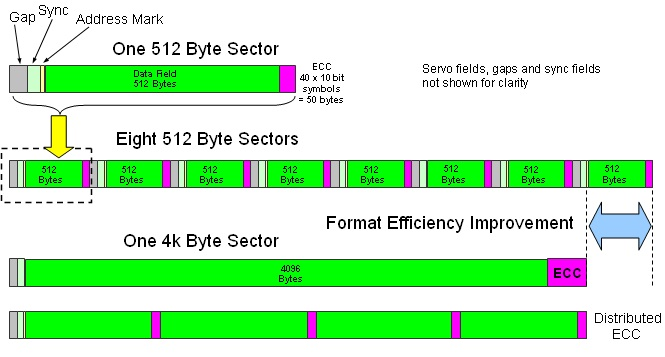 Gap
Sync
Address Mark
One 512 Byte Sector
Data Field
512 Bytes
ECC
40 x 10 bit
symbols
= 50 bytes
Servo fields, gaps and sync fields
not shown for clarity
Eight 512 Byte Sectors
512
Bytes
512
Bytes
512
Bytes
512
Bytes
512
Bytes
512
Bytes
512
Bytes
512
Bytes
Format Efficiency Improvement
One 4k Byte Sector
4096
Bytes
ECC
Distributed
ECC